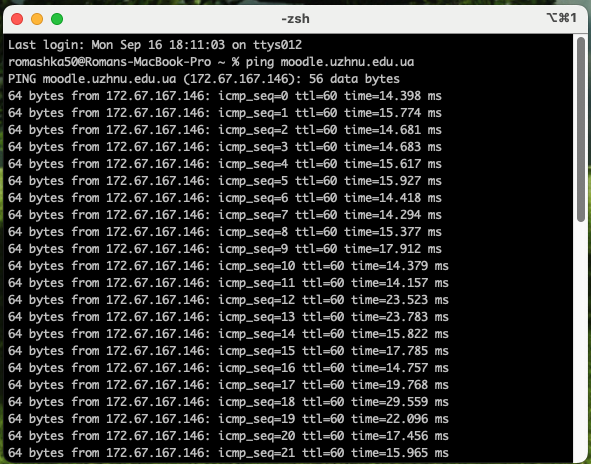 -zsh
⌥⌘1
Last login: Mon Sep 16 18:11:03 on ttys012
romashka50@Romans-MacBook-Pro ~ % ping moodle.uzhnu.edu.ua
PING moodle.uzhnu.edu.ua (172.67.167.146): 56 data bytes
64 bytes from 172.67.167.146: icmp_seq=0 ttl=60 time=14.398 ms
64 bytes from 172.67.167.146: icmp_seq=1 ttl=60 time=15.774 ms
64 bytes from 172.67.167.146: icmp_seq=2 ttl=60 time=14.681 ms
64 bytes from 172.67.167.146: icmp_seq=3 ttl=60 time=14.683 ms
64 bytes from 172.67.167.146: icmp_seq=4 ttl=60 time=15.617 ms
64 bytes from 172.67.167.146: icmp_seq=5 ttl=60 time=15.927 ms
64 bytes from 172.67.167.146: icmp_seq=6 ttl=60 time=14.418 ms
64 bytes from 172.67.167.146: icmp_seq=7 ttl=60 time=14.294 ms
64 bytes from 172.67.167.146: icmp_seq=8 ttl=60 time=15.377 ms
64 bytes from 172.67.167.146: icmp_seq=9 ttl=60 time=17.912 ms
64 bytes from 172.67.167.146: icmp_seq=10 ttl=60 time=14.379 ms
64 bytes from 172.67.167.146: icmp_seq=11 ttl=60 time=14.157 ms
64 bytes from 172.67.167.146: icmp_seq=12 ttl=60 time=23.523 ms
64 bytes from 172.67.167.146: icmp_seq=13 ttl=60 time=23.783 ms
64 bytes from 172.67.167.146: icmp_seq=14 ttl=60 time=15.822 ms
64 bytes from 172.67.167.146: icmp_seq=15 ttl=60 time=17.785 ms
64 bytes from 172.67.167.146: icmp_seq=16 ttl=60 time=14.757 ms
64 bytes from 172.67.167.146: icmp_seq=17 ttl=60 time=19.768 ms
64 bytes from 172.67.167.146: icmp_seq=18 ttl=60 time=29.559 ms
64 bytes from 172.67.167.146: icmp_seq=19 ttl=60 time=22.096 ms
64 bytes from 172.67.167.146: icmp_seq=20 ttl=60 time=17.456 ms
64 bytes from 172.67.167.146: icmp_seq=21 ttl=60 time=15.965 ms